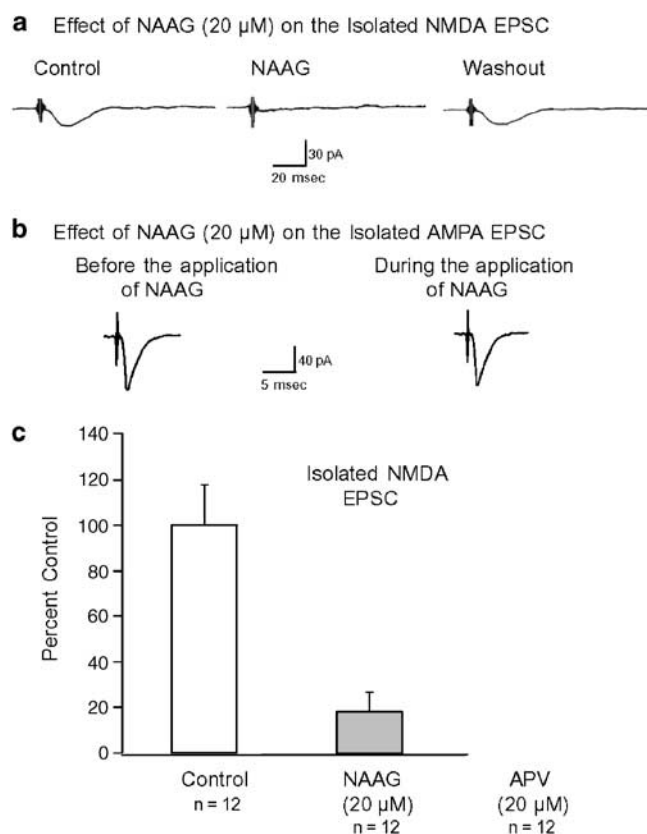 a Effect of NAAG (20 µM) on the Isolated NMDA EPSC
Control NAAG Washout
30 pA
20 msec
b Effect of NAAG (20 µM) on the Isolated AMPA EPSC
Before the application of NAAG
During the application of NAAG
40 pA
5 msec
c
Isolated NMDA
EPSC
Percent Control
140
120
100
80
60
40
20
0
Control
n = 12
NAAG
(20 µM)
n = 12
APV
(20 µM)
n = 12